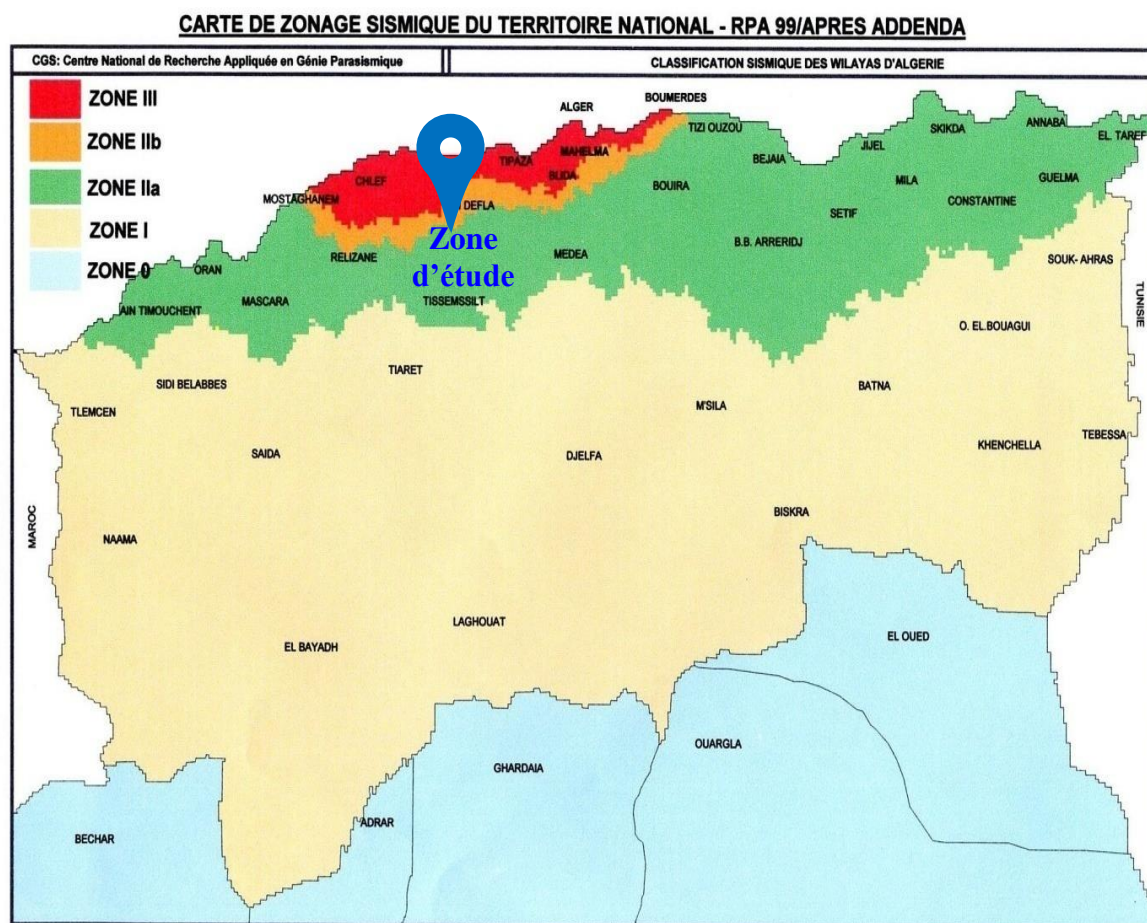 CARTE DE ZONAGE SISMIQUE DU TERRITOIRE NATIONAL - RPA 99/APRES ADDENDA
CGS: Centre National de Recherche Appliquée en Génie Parasismique
CLASSIFICATION SISMIQUE DES WILAYAS D'ALGERIE
ZONE III
ZONE IIb
ZONE IIa
ZONE I
ZONE 0
ALGER
BOUMERDES
TIPAZA
MAHELMA
BLIDA
TIZI OUZOU
BEJAIA
JIJEL
SKIKDA
ANNABA
EL TAREF
CHLEF
MOSTAGHANEM
DEFLA
BOUIRA
MILA
GUELMA
CONSTANTINE
SETIF
Zone
d'étude
RELIZANE
MEDEA
B.B. ARRERIDJ
SOUK- AHRAS
ORAN
MASCARA
TISSEMSSILT
AIN TIMOUCHENT
TUNISIE
O. EL.BOUAGUI
TIARET
SIDI BELABBES
BATNA
TLEMCEN
M'SILA
TEBESSA
KHENCHELLA
SAIDA
DJELFA
MAROC
BISKRA
NAAMA
LAGHOUAT
EL OUED
EL BAYADH
OUARGLA
GHARDAIA
ADRAR
BECHAR